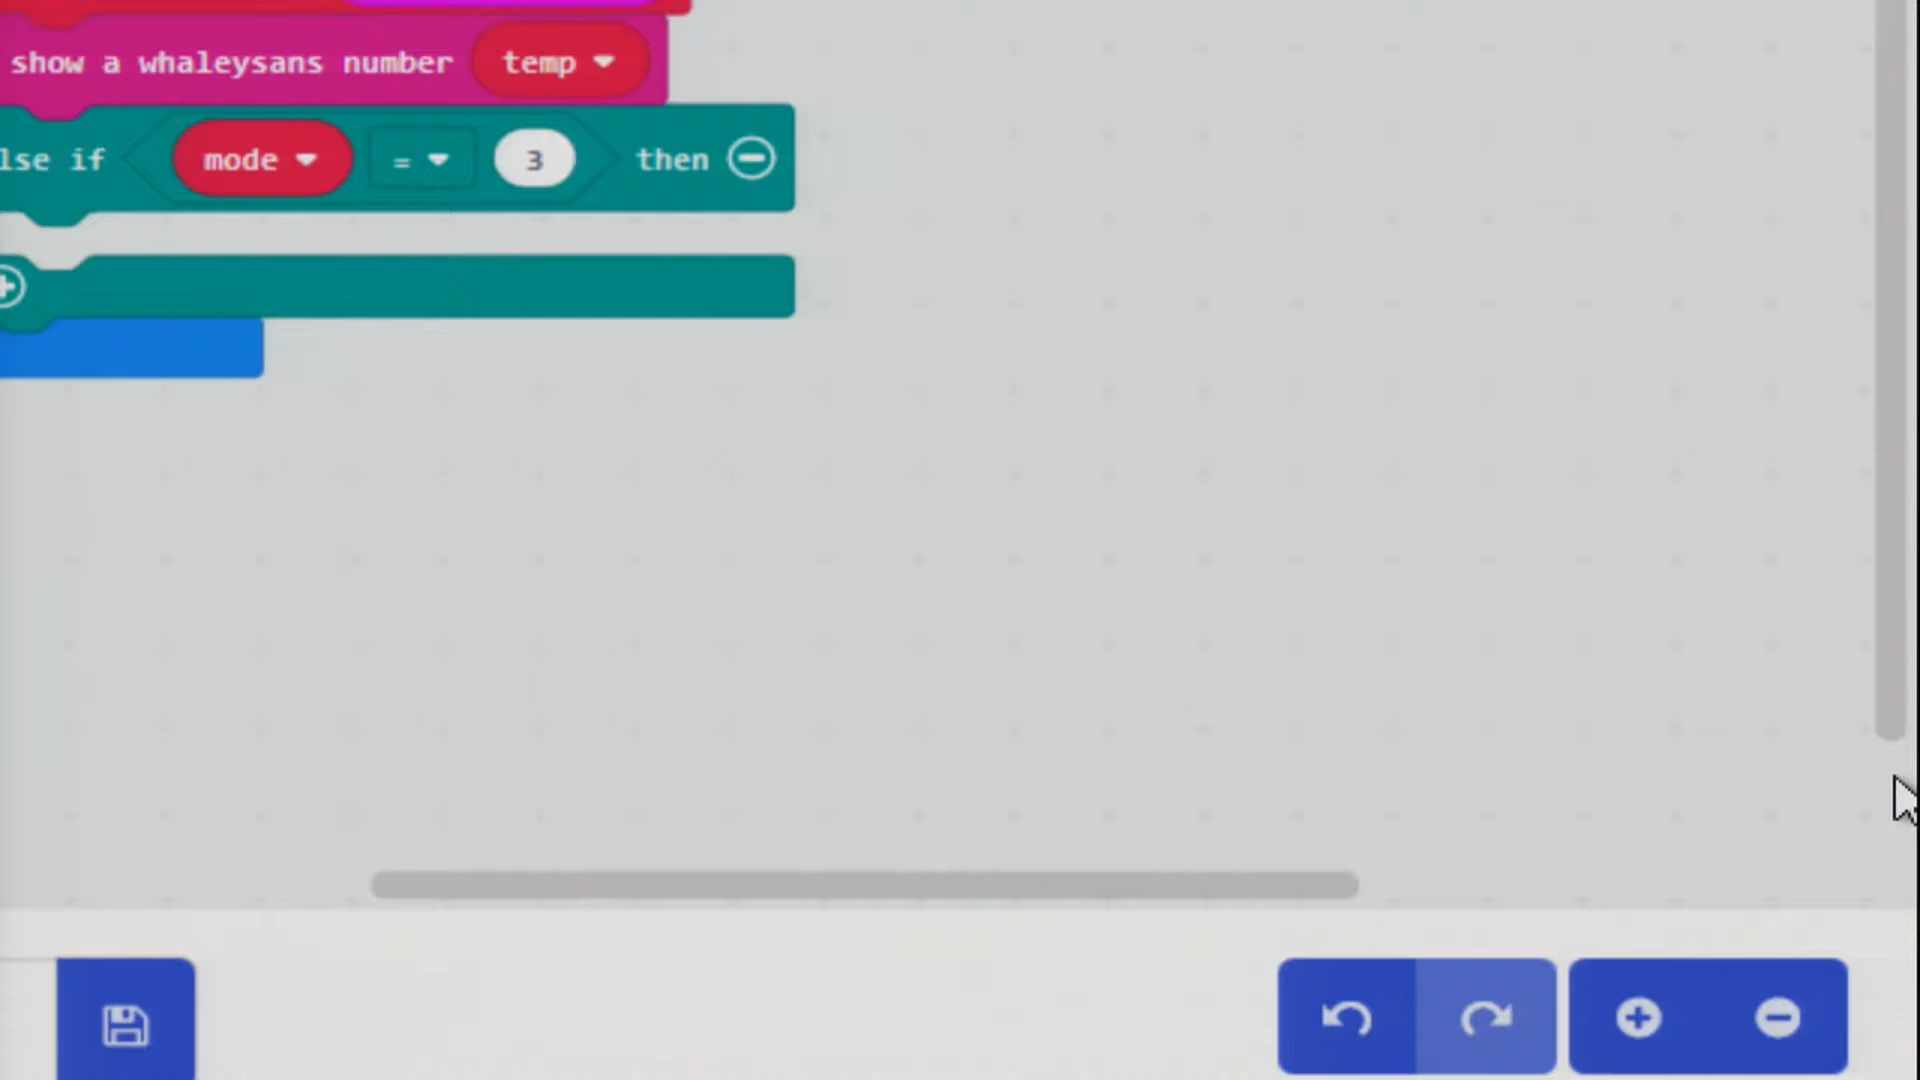 show a whaleysans number temp
lse if mode = 3 then